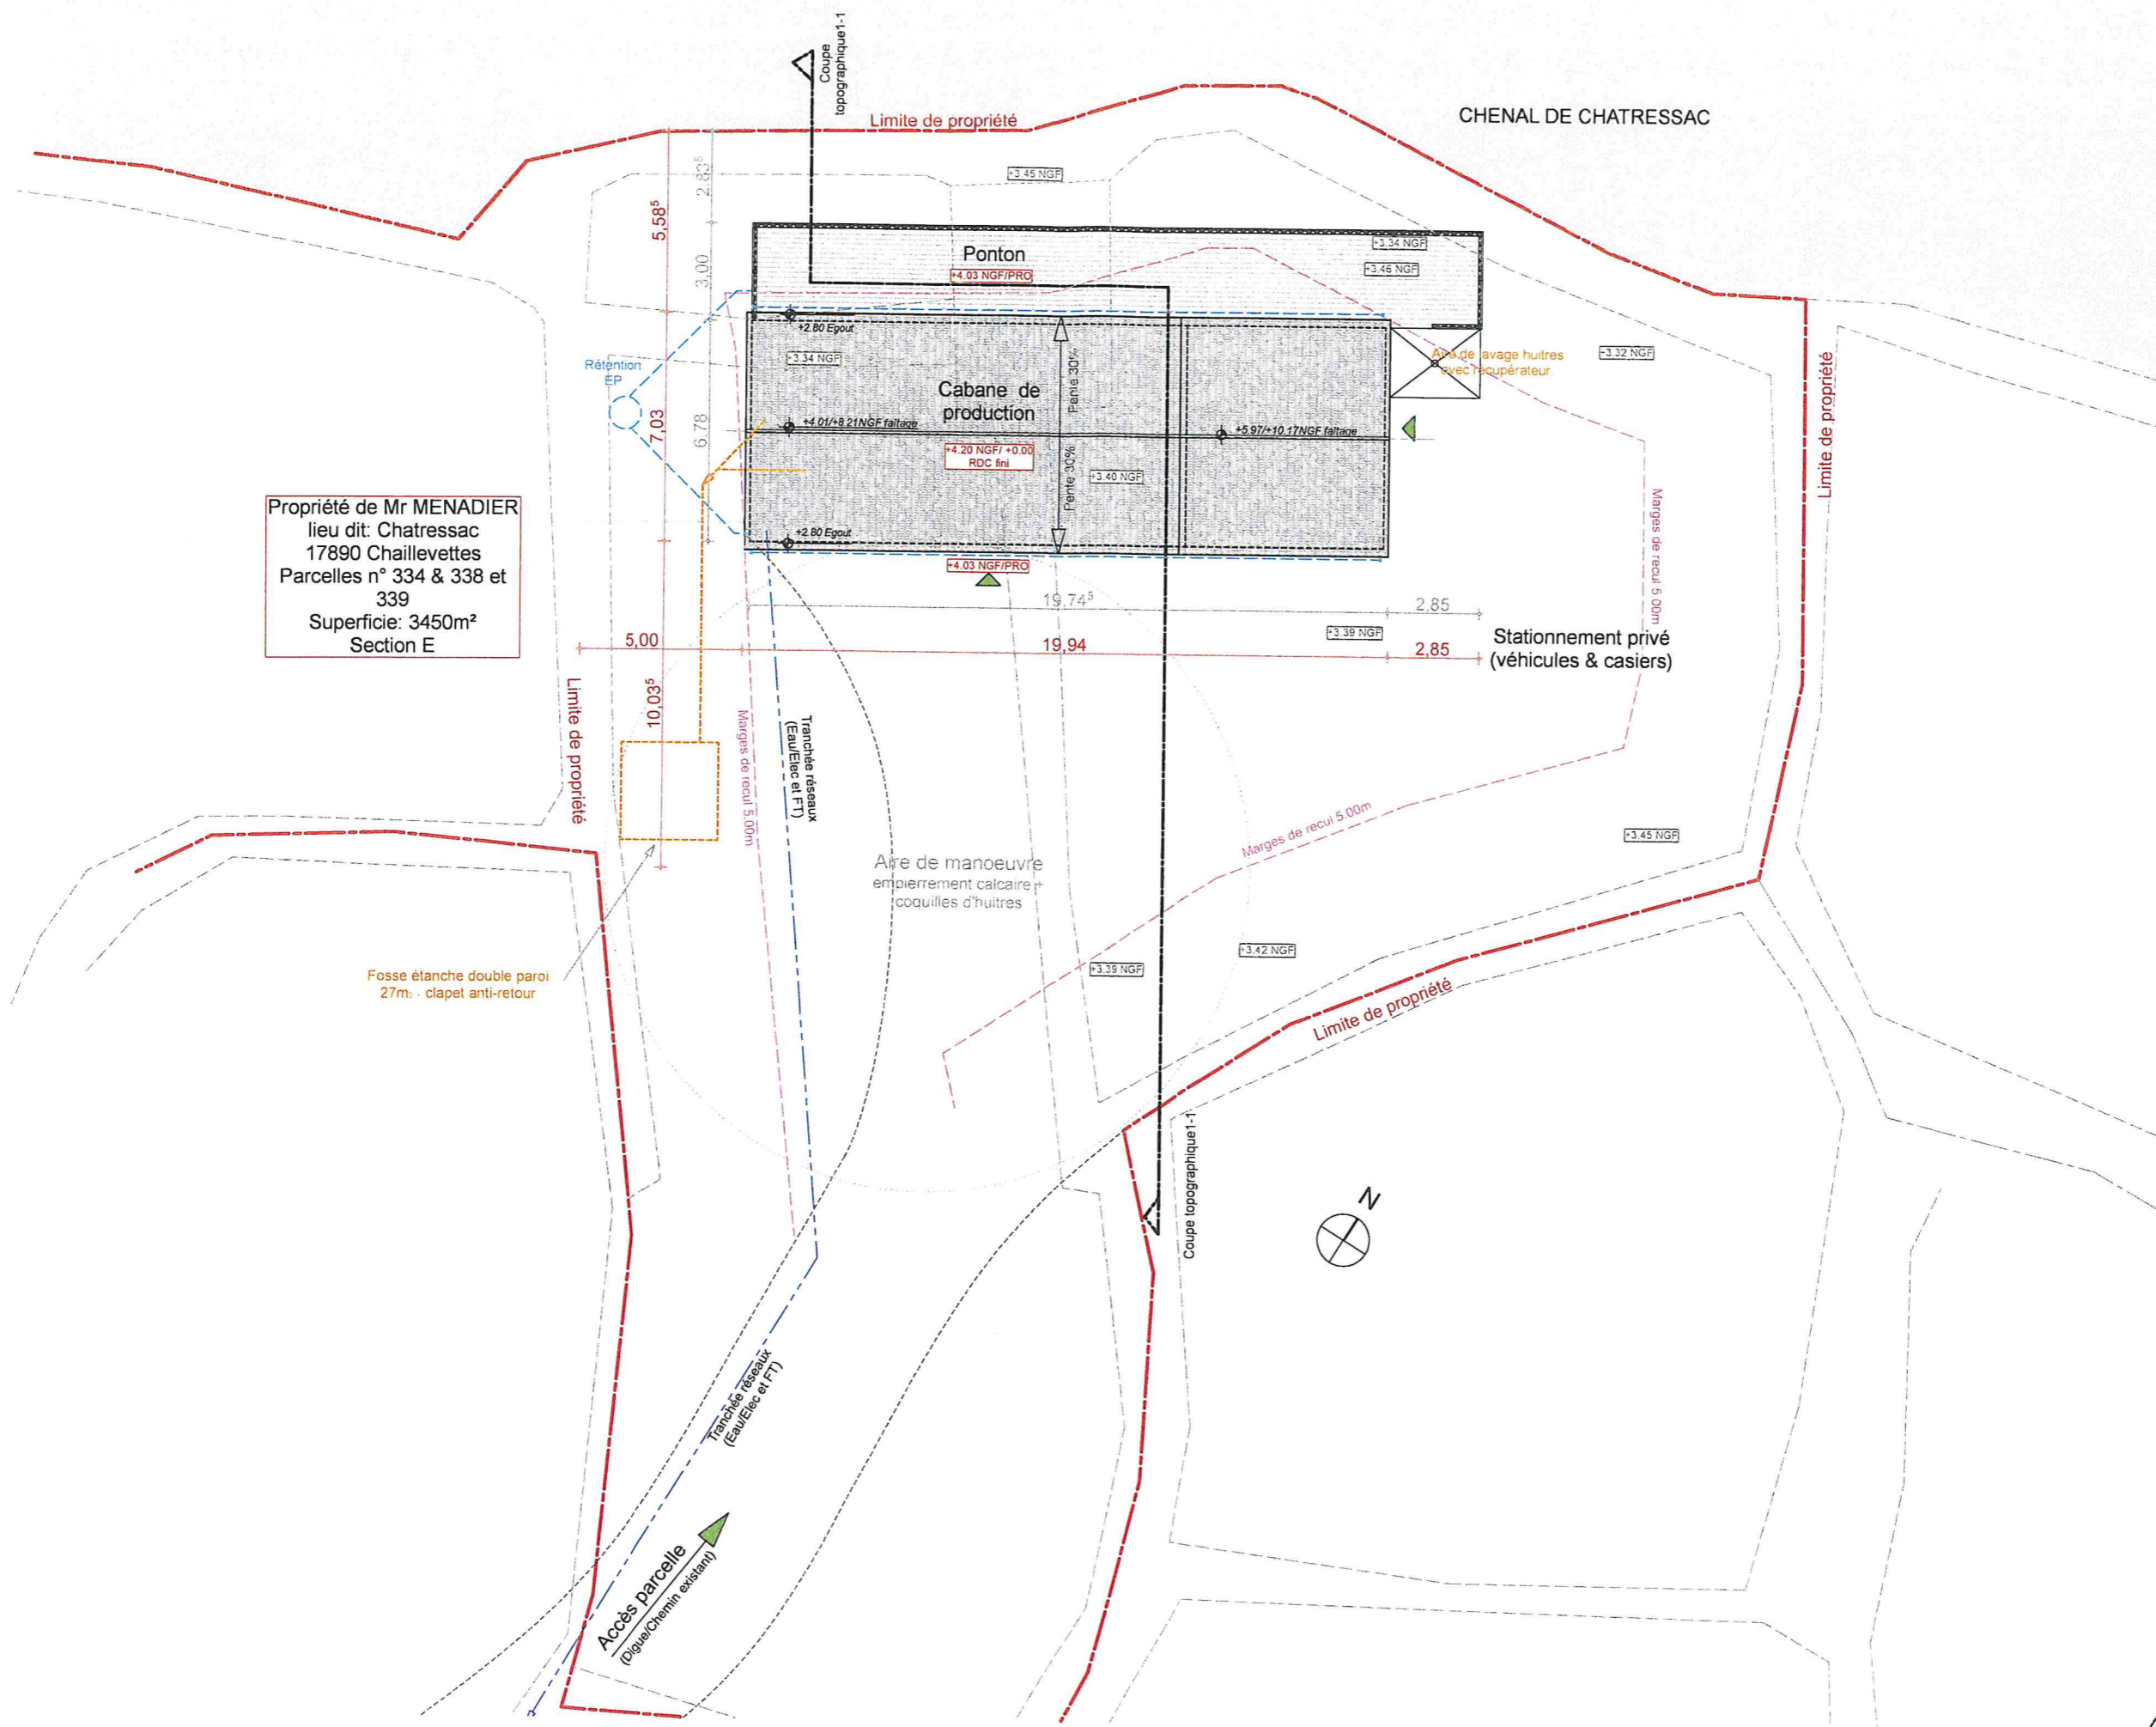 Coupe
topographique1-1
Limite de propriété
CHENAL DE CHATRESSAC
2.83⁵
+3.45 NGF
5,58⁵
3,00
Ponton
+3.34 NGF
+3.46 NGF
+4.03 NGF/PRO
+2.80 Egout
Rétention
EP
+3.34 NGF
Pente 30%
Aire de lavage huitres
avec récupérateur
+3.32 NGF
Limite de propriété
Cabane de
production
7,03
6,78
+4.01/+8.21NGF faîtage
+5.97/+10.17NGF faîtage
+4.20 NGF/ +0.00
RDC fini
Pente 30%
+3.40 NGF
Propriété de Mr MENADIER
lieu dit: Chatressac
17890 Chaillevettes
Parcelles n° 334 & 338 et
339
Superficie: 3450m²
Section E
Marges de recul 5.00m
+2.80 Egout
+4.03 NGF/PRO
19,74⁵
2,85
+3.39 NGF
5,00
19,94
2,85
Stationnement privé
(véhicules & casiers)
10,03⁵
Limite de propriété
Marges de recul 5.00m
Tranchée réseaux
(Eau/Elec et FT)
Marges de recul 5.00m
+3.45 NGF
Aire de manoeuvre
empierrement calcaire +
coquilles d'huitres
+3.42 NGF
+3.39 NGF
Fosse étanche double paroi
27m³ - clapet anti-retour
Limite de propriété
Coupe topographique1-1
N
Tranchée réseaux
(Eau/Elec et FT)
Accès parcelle
(Digue/Chemin existant)